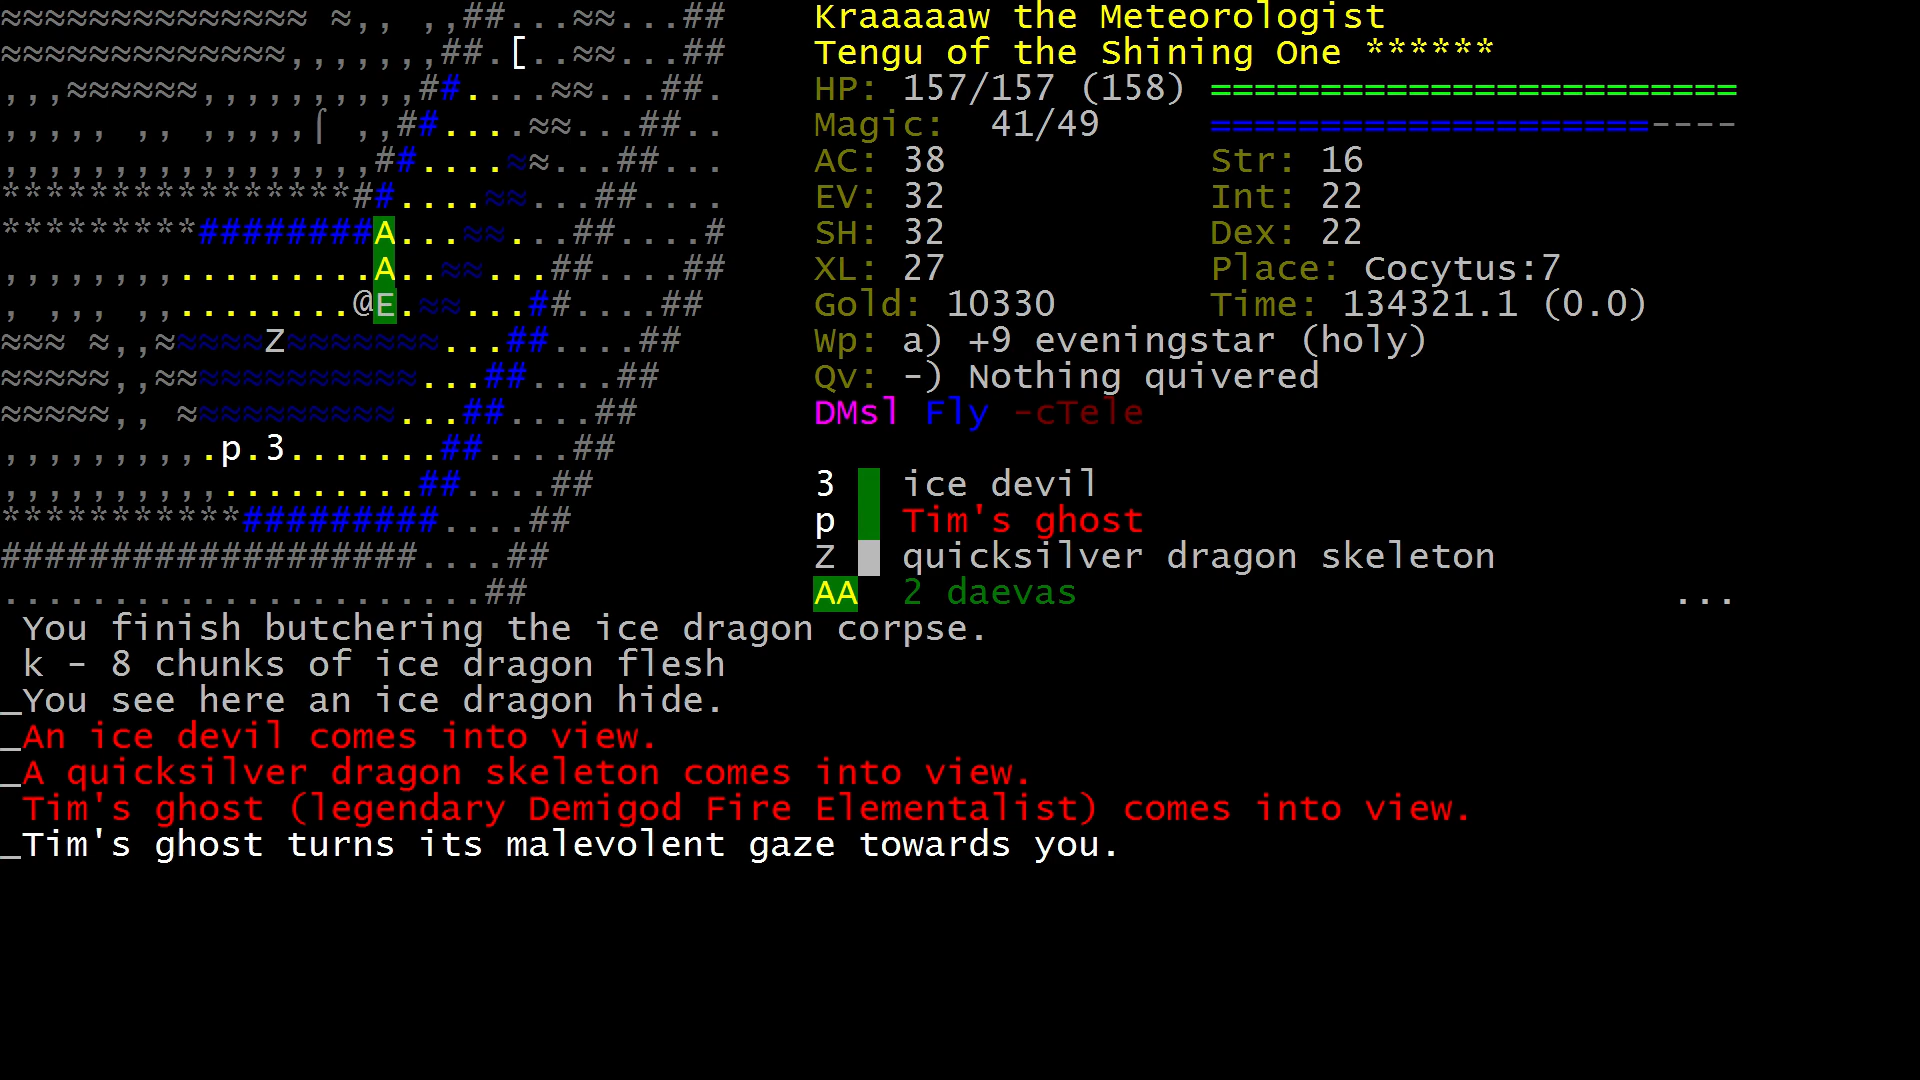 ≈≈≈≈≈≈≈≈≈≈≈≈≈≈ ≈,, ,,##...≈≈...## Kraaaaaw the Meteorologist
≈≈≈≈≈≈≈≈≈≈≈≈≈,,,,,,,##.[..≈≈...## Tengu of the Shining One ******
,,,≈≈≈≈≈≈,,,,,,,,,,##....≈≈...##. HP: 157/157 (158) ========================
,,,,, ,, ,,,,,⌠ ,,##....≈≈...##.. Magic: 41/49 ====================----
,,,,,,,,,,,,,,,,,##....≈≈...##... AC: 38 Str: 16
****************##....≈≈...##.... EV: 32 Int: 22
*********########A...≈≈....##....# SH: 32 Dex: 22
,,,,,,,,.........A..≈≈...##....## XL: 27 Place: Cocytus:7
, ,,, ,,........@E.≈≈...##....## Gold: 10330 Time: 134321.1 (0.0)
≈≈≈ ≈,,≈≈≈≈≈Z≈≈≈≈≈≈≈...##....## Wp: a) +9 eveningstar (holy)
≈≈≈≈≈,,≈≈≈≈≈≈≈≈≈≈≈≈...##....## Qv: -) Nothing quivered
≈≈≈≈≈,, ≈≈≈≈≈≈≈≈≈≈...##....## DMsl Fly -cTele
,,,,,,,,,.p.3.......##....##
,,,,,,,,,,.........##....## 3 ice devil
***********#########....## p Tim's ghost
###################....## Z quicksilver dragon skeleton
......................## AA 2 daevas ...
You finish butchering the ice dragon corpse.
k - 8 chunks of ice dragon flesh
_You see here an ice dragon hide.
_An ice devil comes into view.
_A quicksilver dragon skeleton comes into view.
Tim's ghost (legendary Demigod Fire Elementalist) comes into view.
_Tim's ghost turns its malevolent gaze towards you.